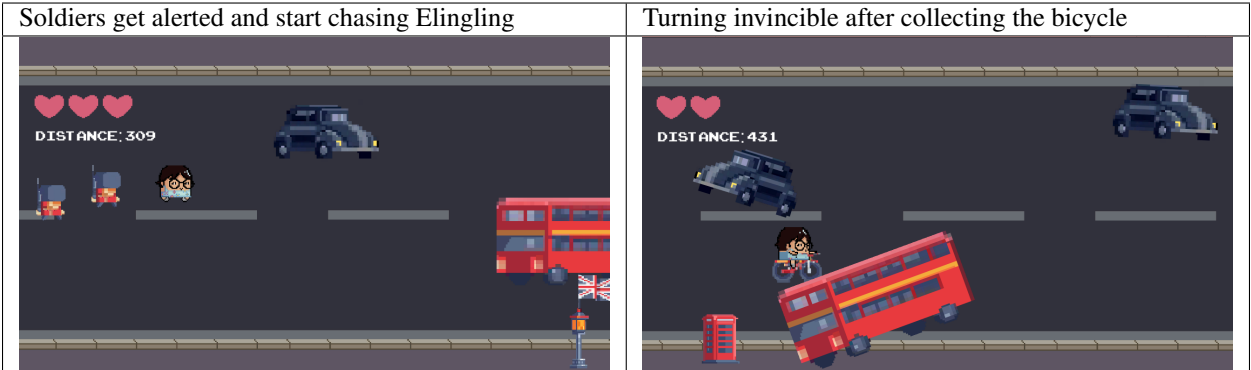 Soldiers get alerted and start chasing Elingling
Turning invincible after collecting the bicycle
DISTANCE:309
DISTANCE:431